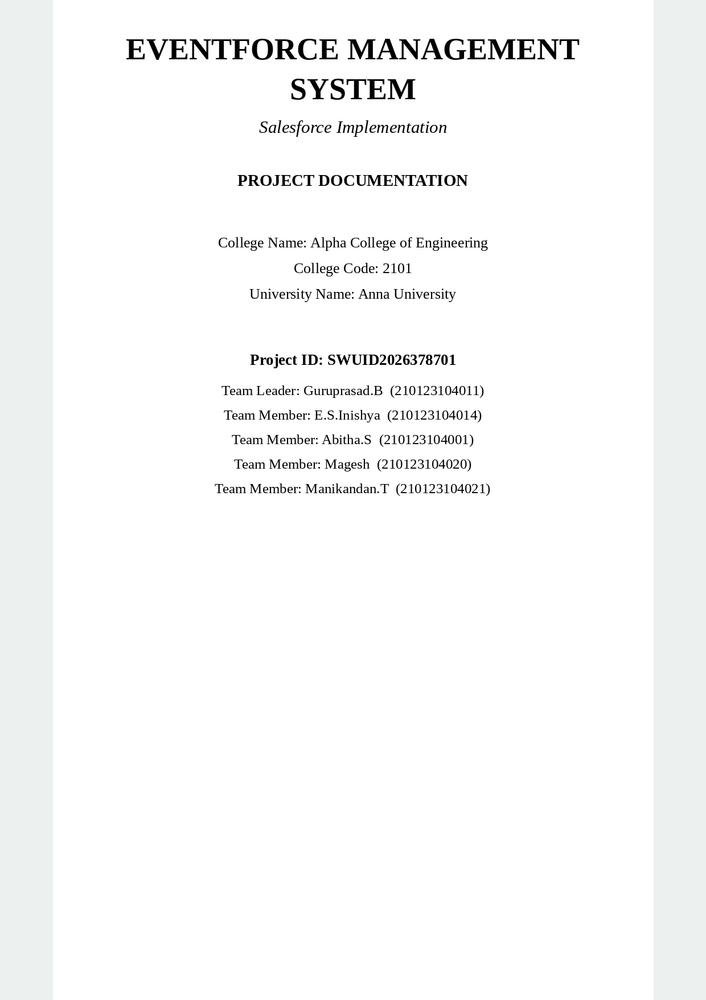 EVENTFORCE MANAGEMENT
SYSTEM
Salesforce Implementation
PROJECT DOCUMENTATION
College Name: Alpha College of Engineering
College Code: 2101
University Name: Anna University
Project ID: SWUID2026378701
Team Leader: Guruprasad.B  (210123104011)
Team Member: E.S.Inishya  (210123104014)
Team Member: Abitha.S  (210123104001)
Team Member: Magesh  (210123104020)
Team Member: Manikandan.T  (210123104021)